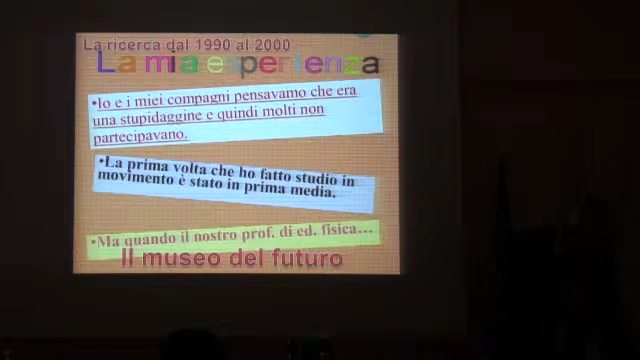 La ricerca dal 1990 al 2000
La mia esperienza
•Io e i miei compagni pensavamo che era
una stupidaggine e quindi molti non
partecipavano.
•La prima volta che ho fatto studio in
movimento è stato in prima media.
•Ma quando il nostro prof. di ed. fisica...
Il museo del futuro